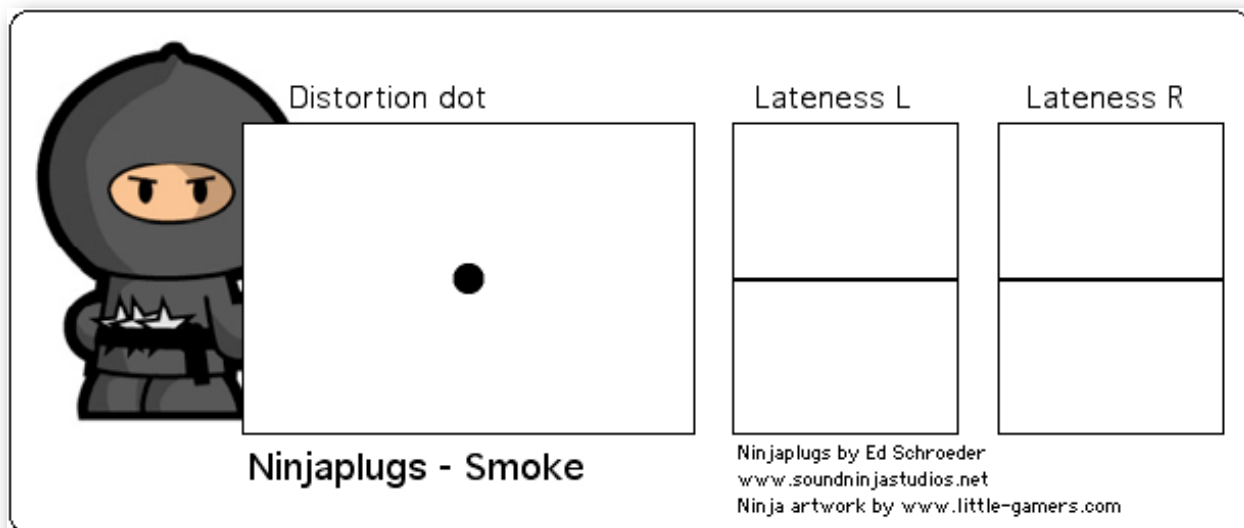 Distortion dot
Lateness L
Lateness R
Ninjaplugs - Smoke
Ninjaplugs by Ed Schroeder
www.soundninjastudios.net
Ninja artwork by www.little-gamers.com